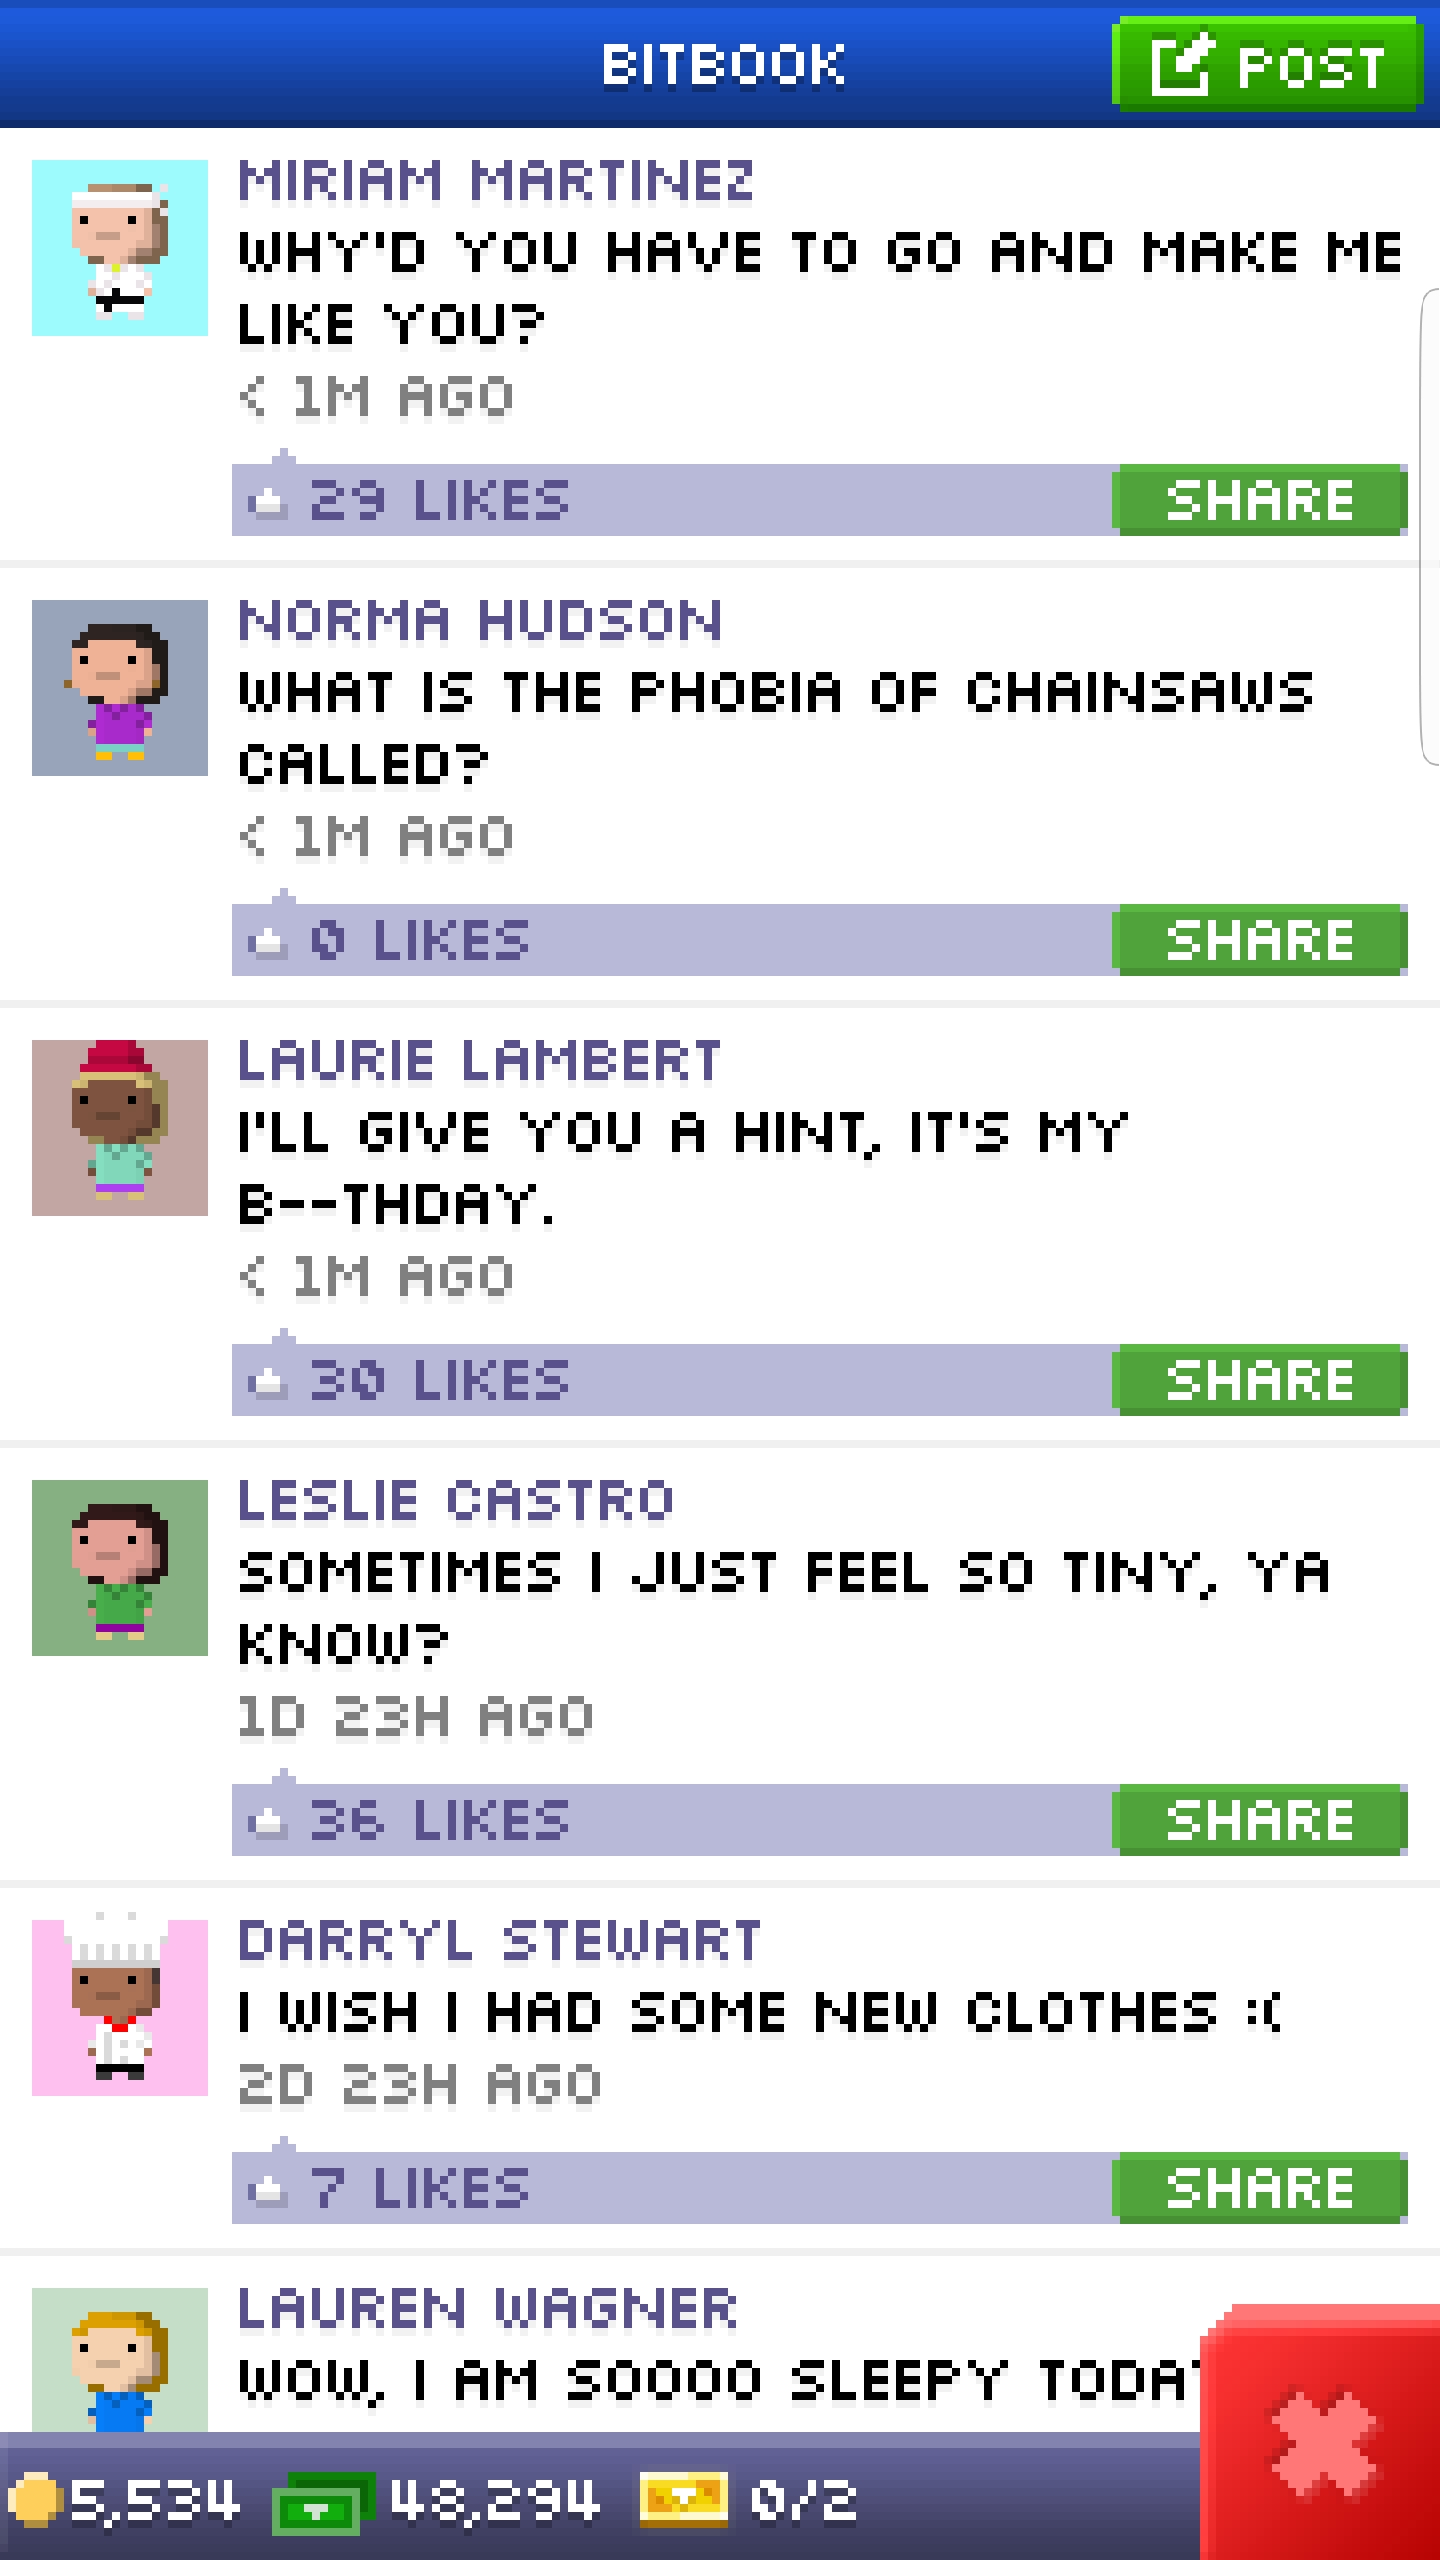 BITBOOK
POST
MIRIAM MARTINEZ
WHY'D YOU HAVE TO GO AND MAKE ME
LIKE YOU?
< 1M AGO
29 LIKES
SHARE
NORMA HUDSON
WHAT IS THE PHOBIA OF CHAINSAWS
CALLED?
< 1M AGO
0 LIKES
SHARE
LAURIE LAMBERT
I'LL GIVE YOU A HINT, IT'S MY
B--THDAY.
< 1M AGO
30 LIKES
SHARE
LESLIE CASTRO
SOMETIMES I JUST FEEL SO TINY, YA
KNOW?
1D 23H AGO
36 LIKES
SHARE
DARRYL STEWART
I WISH I HAD SOME NEW CLOTHES :(
2D 23H AGO
7 LIKES
SHARE
LAUREN WAGNER
WOW, I AM SOOOO SLEEPY TODAY
5,534 48,294 0/2